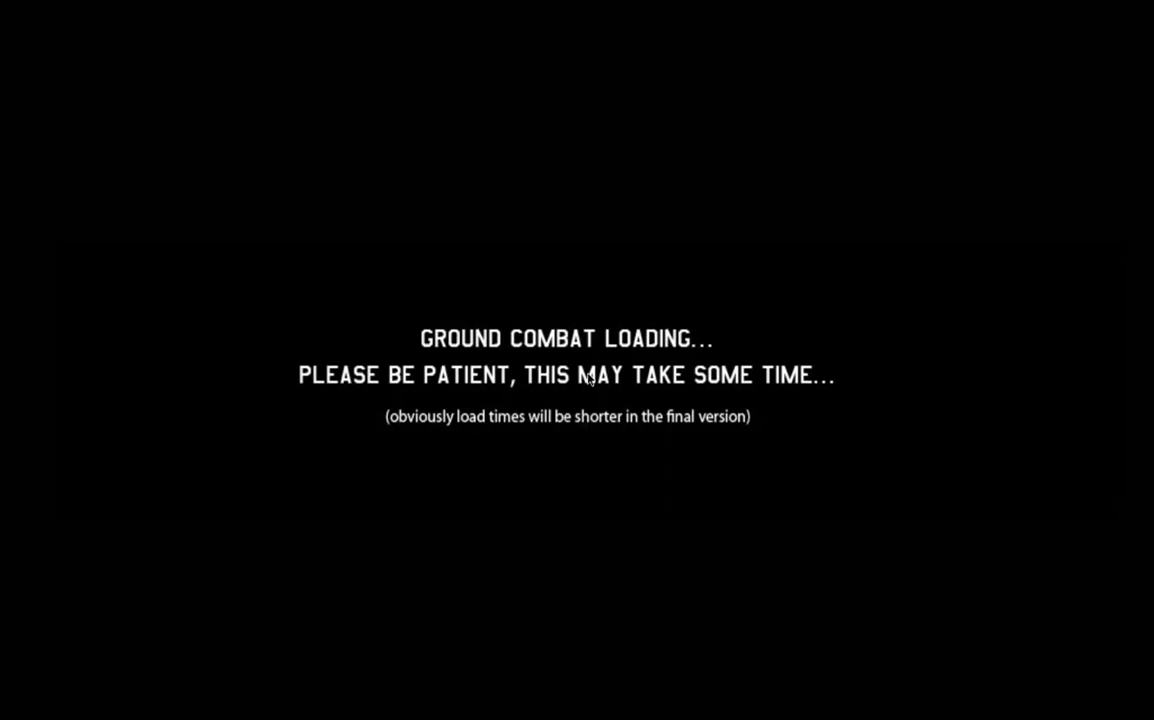 GROUND COMBAT LOADING...
PLEASE BE PATIENT, THIS MAY TAKE SOME TIME...
(obviously load times will be shorter in the final version)